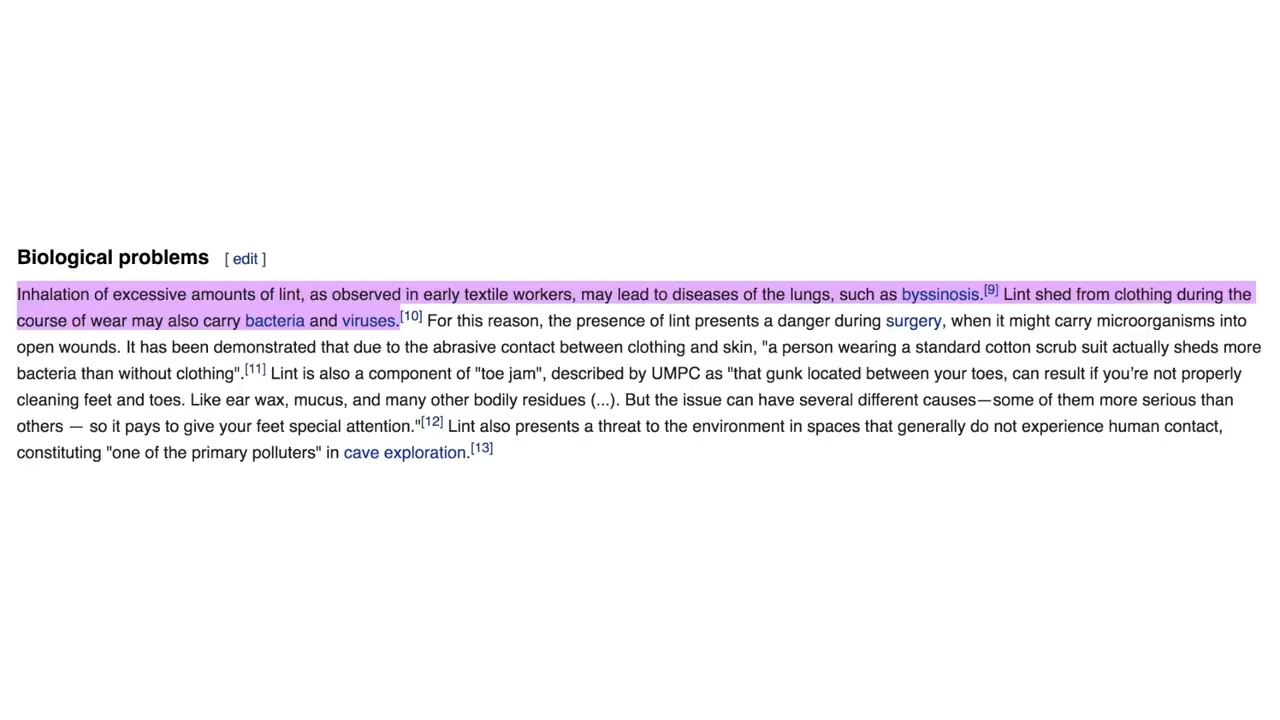 Biological problems [ edit ]
Inhalation of excessive amounts of lint, as observed in early textile workers, may lead to diseases of the lungs, such as byssinosis.[9] Lint shed from clothing during the
course of wear may also carry bacteria and viruses.[10] For this reason, the presence of lint presents a danger during surgery, when it might carry microorganisms into
open wounds. It has been demonstrated that due to the abrasive contact between clothing and skin, "a person wearing a standard cotton scrub suit actually sheds more
bacteria than without clothing".[11] Lint is also a component of "toe jam", described by UMPC as "that gunk located between your toes, can result if you’re not properly
cleaning feet and toes. Like ear wax, mucus, and many other bodily residues (...). But the issue can have several different causes—some of them more serious than
others — so it pays to give your feet special attention."[12] Lint also presents a threat to the environment in spaces that generally do not experience human contact,
constituting "one of the primary polluters" in cave exploration.[13]